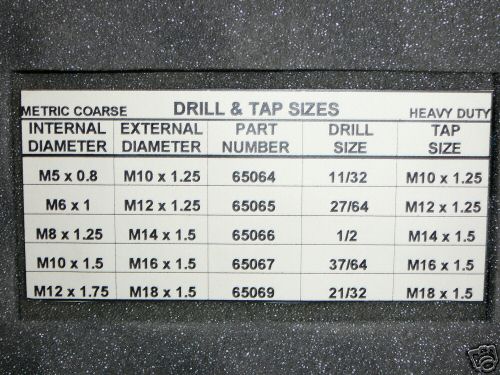 METRIC COARSE DRILL & TAP SIZES HEAVY DUTY
INTERNAL DIAMETER EXTERNAL DIAMETER PART NUMBER DRILL SIZE TAP SIZE
M5 x 0.8 M10 x 1.25 65064 11/32 M10 x 1.25
M6 x 1 M12 x 1.25 65065 27/64 M12 x 1.25
M8 x 1.25 M14 x 1.5 65066 1/2 M14 x 1.5
M10 x 1.5 M16 x 1.5 65067 37/64 M16 x 1.5
M12 x 1.75 M18 x 1.5 65069 21/32 M18 x 1.5